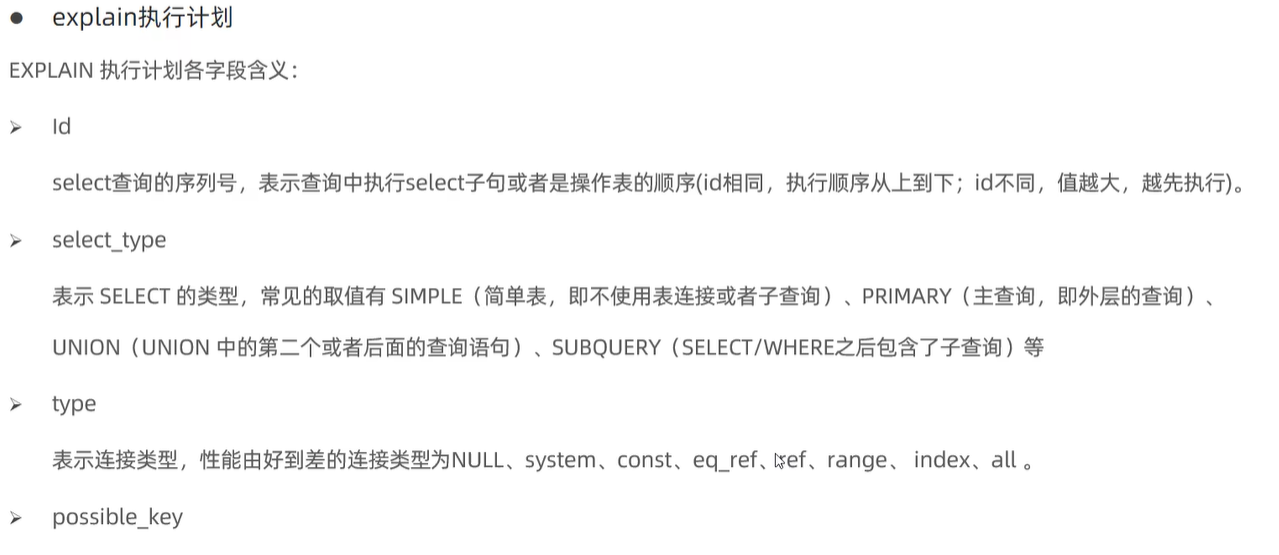 ● explain执行计划
EXPLAIN 执行计划各字段含义：
➢ Id
select查询的序列号，表示查询中执行select子句或者是操作表的顺序(id相同，执行顺序从上到下；id不同，值越大，越先执行)。
➢ select_type
表示 SELECT 的类型，常见的取值有 SIMPLE（简单表，即不使用表连接或者子查询）、PRIMARY（主查询，即外层的查询）、
UNION（UNION 中的第二个或者后面的查询语句）、SUBQUERY（SELECT/WHERE之后包含了子查询）等
➢ type
表示连接类型，性能由好到差的连接类型为NULL、system、const、eq_ref、ref、range、 index、all 。
➢ possible_key